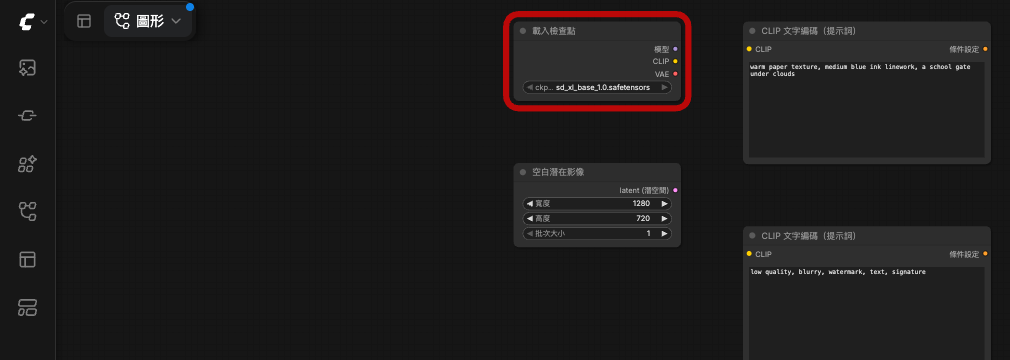 圖形
載入檢查點
模型
CLIP
VAE
ckp... sd_xl_base_1.0.safetensors
空白潛在影像
latent (潛空間)
寬度 1280
高度 720
批次大小 1
CLIP 文字編碼（提示詞）
CLIP 條件設定
warm paper texture, medium blue ink linework, a school gate
under clouds
CLIP 文字編碼（提示詞）
CLIP 條件設定
low quality, blurry, watermark, text, signature